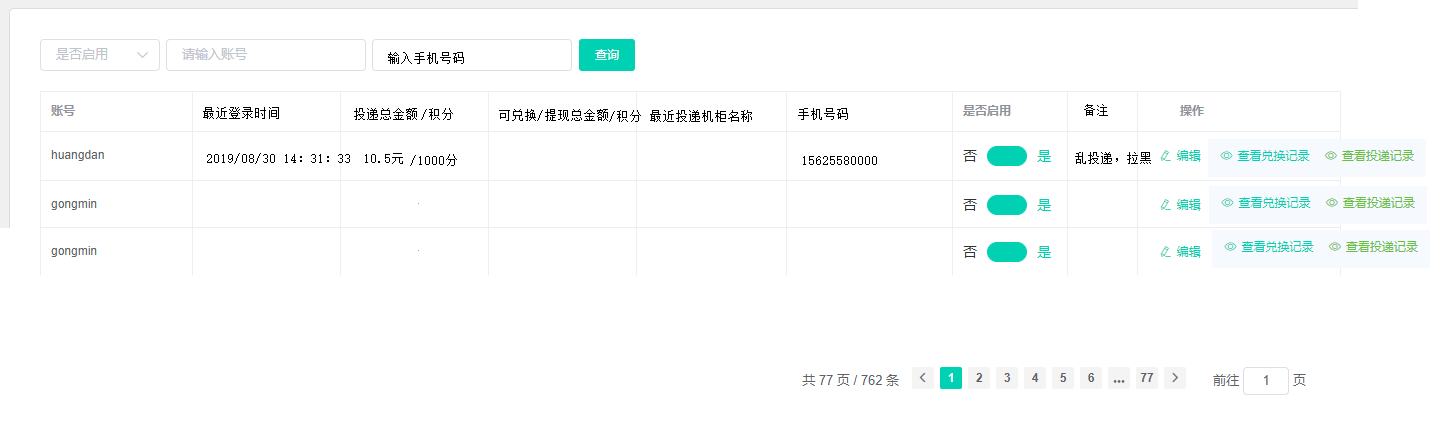 是否启用 请输入账号 输入手机号码 查询
账号 最近登录时间 投递总金额/积分 可兑换/提现总金额/积分 最近投递机柜名称 手机号码 是否启用 备注 操作
huangdan 2019/08/30 14：31：33 10.5元 /1000分 15625580000 否 是 乱投递，拉黑 编辑 查看兑换记录 查看投递记录
gongmin 否 是 编辑 查看兑换记录 查看投递记录
gongmin 否 是 编辑 查看兑换记录 查看投递记录
共 77 页 / 762 条 < 1 2 3 4 5 6 ... 77 > 前往 1 页